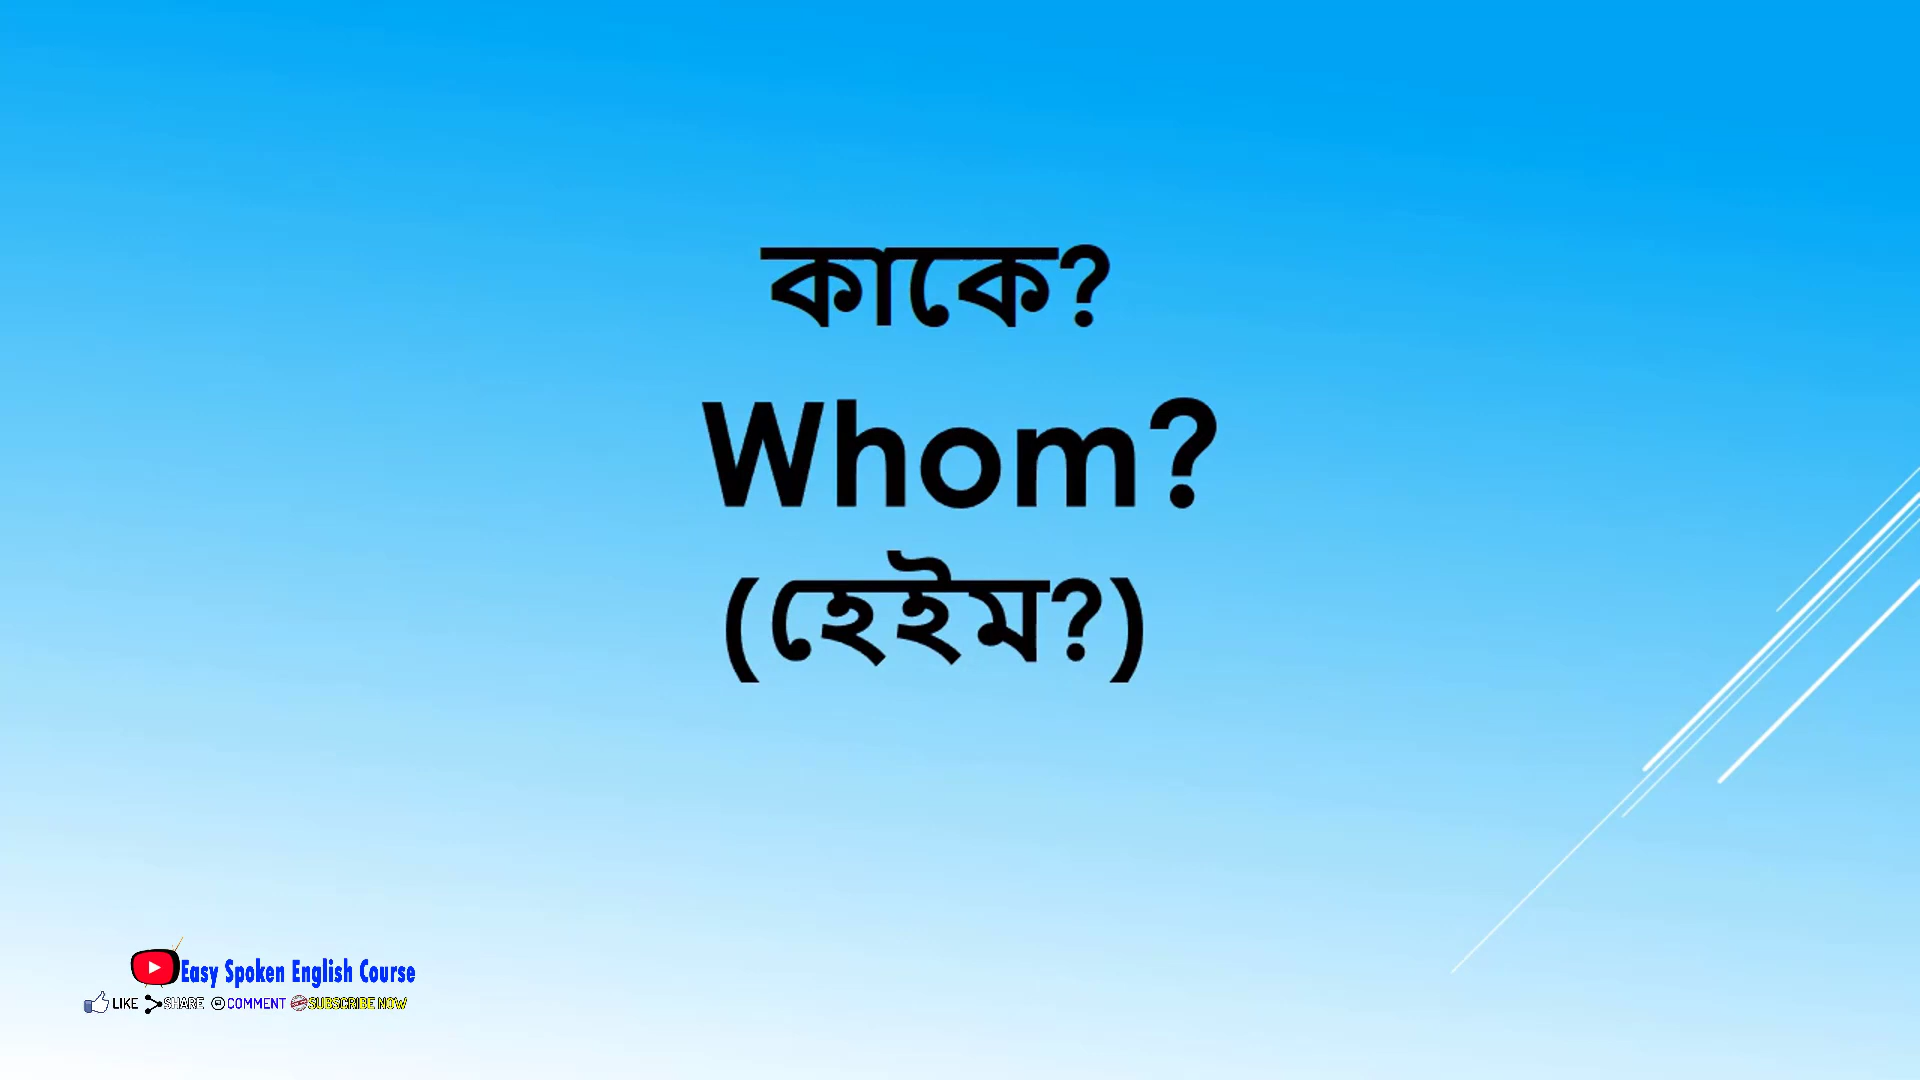 কাকে?
Whom?
(হেইম?)
Easy Spoken English Course
LIKE SHARE COMMENT SUBSCRIBE NOW